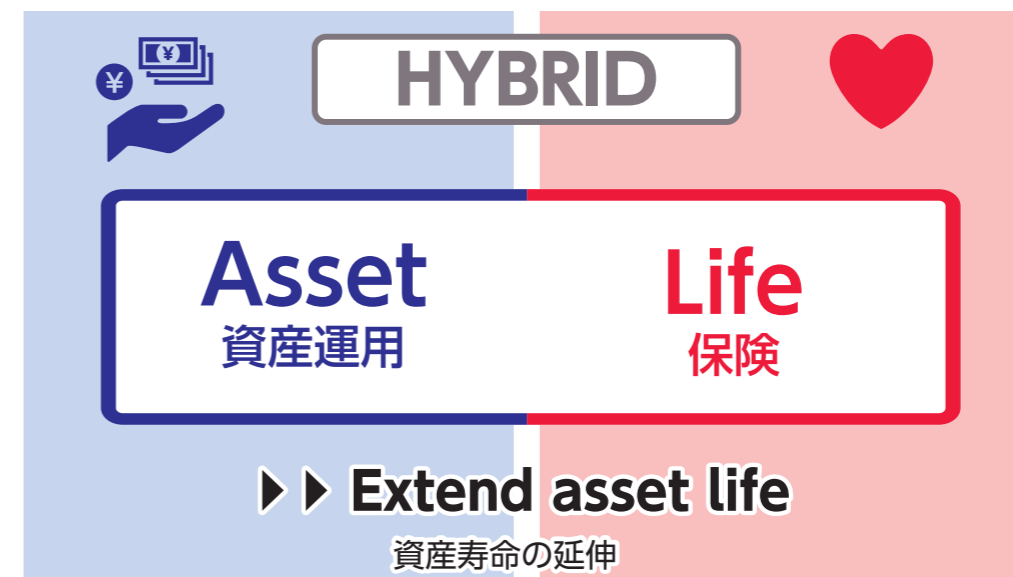 ¥
¥
HYBRID
Asset
資産運用
Life
保険
Extend asset life
資産寿命の延伸